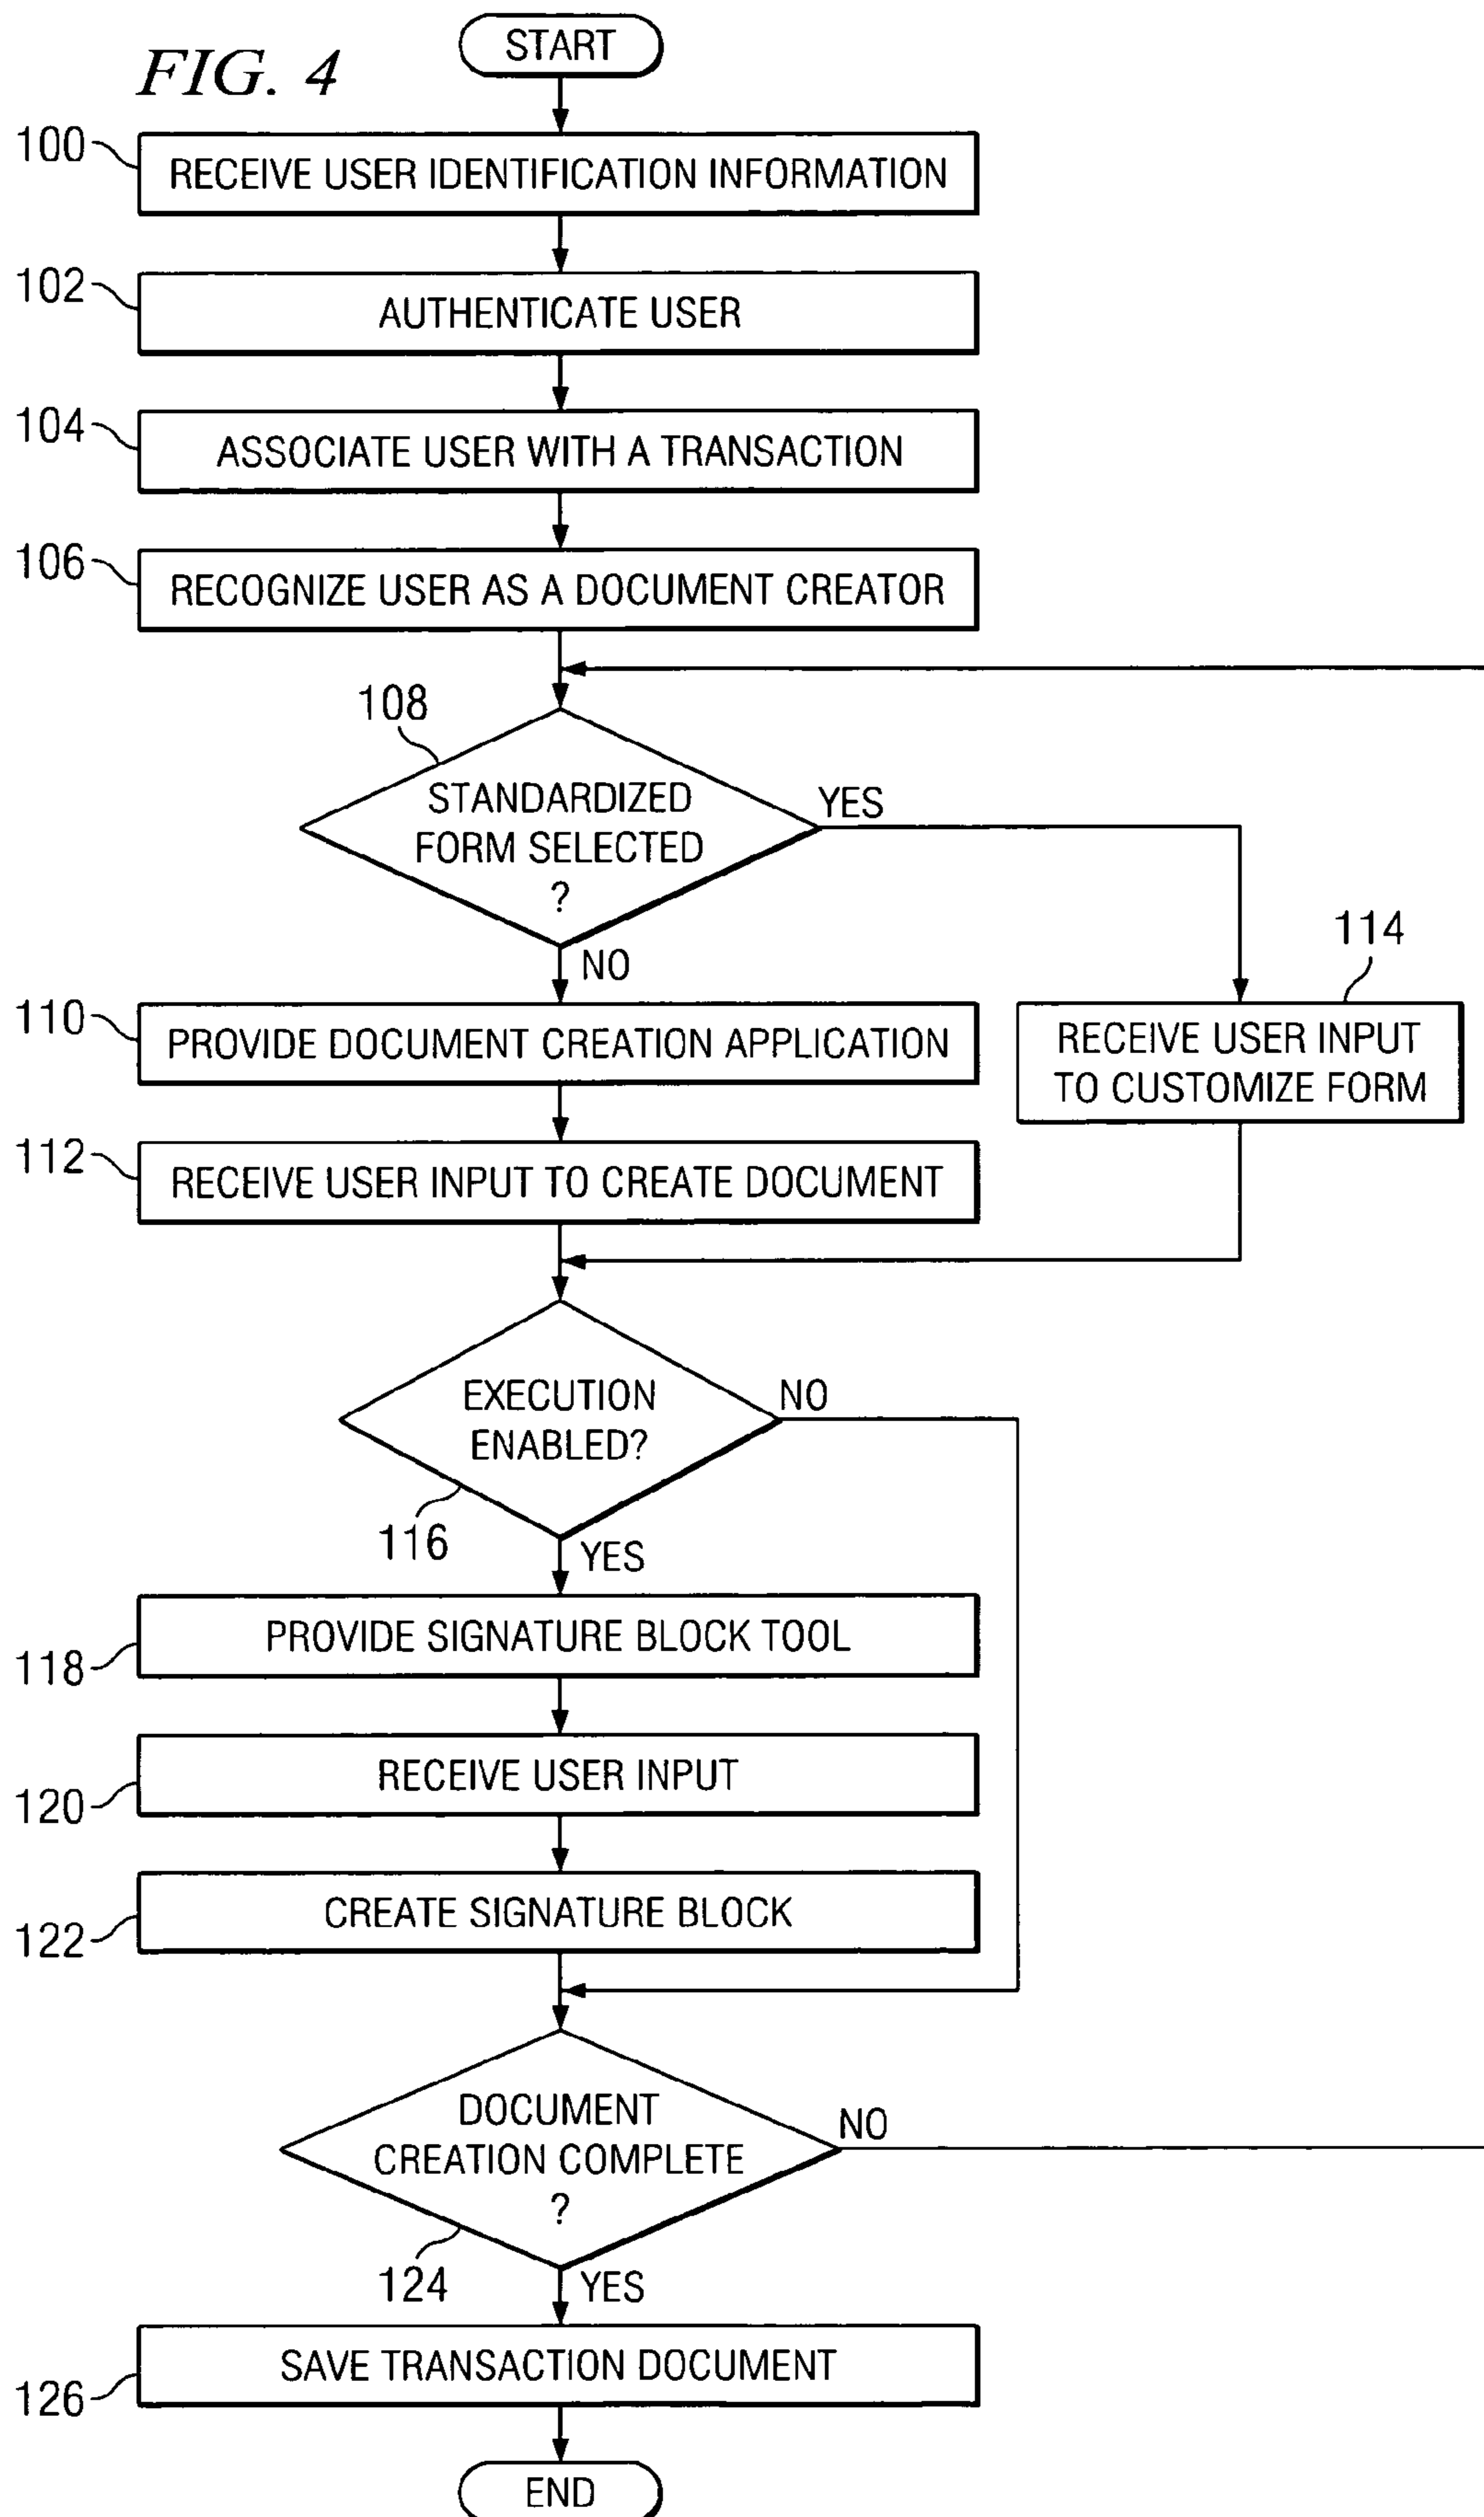 FIG. 4
START
100
RECEIVE USER IDENTIFICATION INFORMATION
102
AUTHENTICATE USER
104
ASSOCIATE USER WITH A TRANSACTION
106
RECOGNIZE USER AS A DOCUMENT CREATOR
108
STANDARDIZED
FORM SELECTED
?
YES
NO
114
110
PROVIDE DOCUMENT CREATION APPLICATION
RECEIVE USER INPUT
TO CUSTOMIZE FORM
112
RECEIVE USER INPUT TO CREATE DOCUMENT
EXECUTION
ENABLED?
NO
116
YES
118
PROVIDE SIGNATURE BLOCK TOOL
120
RECEIVE USER INPUT
122
CREATE SIGNATURE BLOCK
DOCUMENT
CREATION COMPLETE
?
NO
124
YES
126
SAVE TRANSACTION DOCUMENT
END